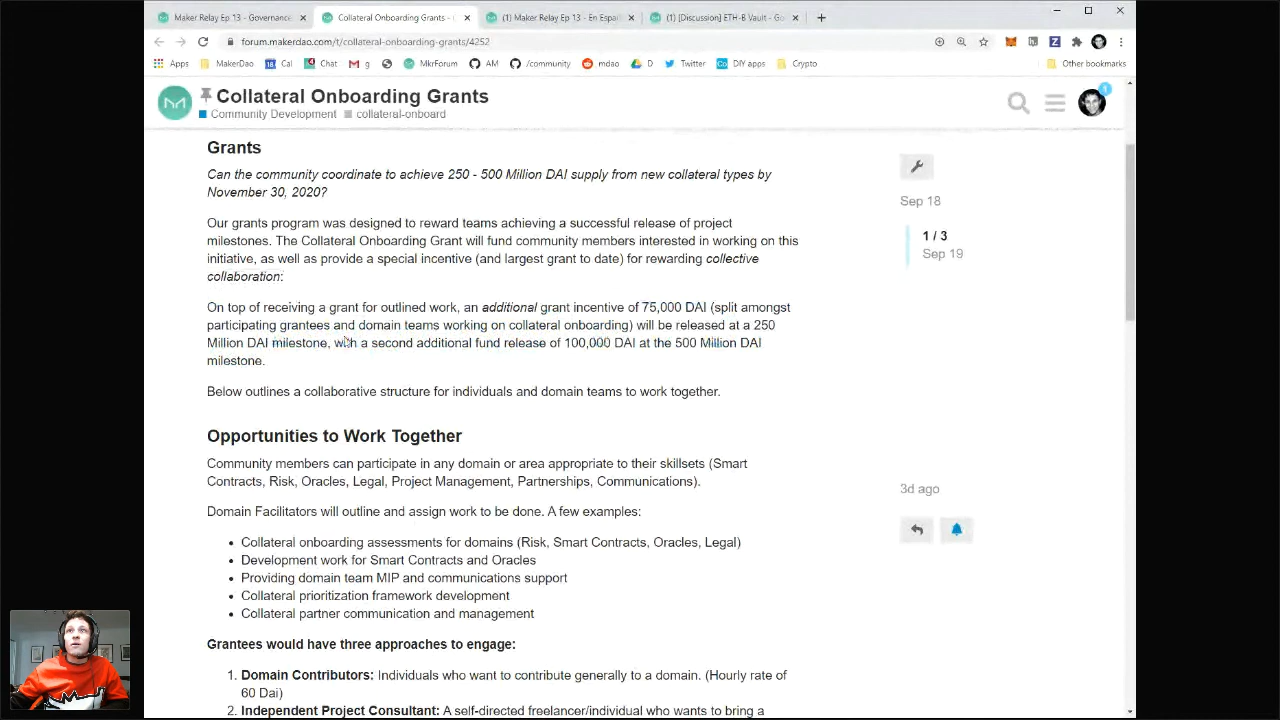 Maker Relay Ep 13 - Governance
Collateral Onboarding Grants - 
(1) Maker Relay Ep 13 - En Espa
(1) [Discussion] ETH-B Vault - Go
forum.makerdao.com/t/collateral-onboarding-grants/4252
Apps
MakerDao
Cal
Chat
g
MkrForum
AM
/community
mdao
D
Twitter
DIY apps
Crypto
Other bookmarks
Collateral Onboarding Grants
Community Development collateral-onboard
Grants
Can the community coordinate to achieve 250 - 500 Million DAI supply from new collateral types by
November 30, 2020?
Our grants program was designed to reward teams achieving a successful release of project
milestones. The Collateral Onboarding Grant will fund community members interested in working on this
initiative, as well as provide a special incentive (and largest grant to date) for rewarding collective
collaboration:
On top of receiving a grant for outlined work, an additional grant incentive of 75,000 DAI (split amongst
participating grantees and domain teams working on collateral onboarding) will be released at a 250
Million DAI milestone, with a second additional fund release of 100,000 DAI at the 500 Million DAI
milestone.
Below outlines a collaborative structure for individuals and domain teams to work together.
Opportunities to Work Together
Community members can participate in any domain or area appropriate to their skillsets (Smart
Contracts, Risk, Oracles, Legal, Project Management, Partnerships, Communications).
Domain Facilitators will outline and assign work to be done. A few examples:
• Collateral onboarding assessments for domains (Risk, Smart Contracts, Oracles, Legal)
• Development work for Smart Contracts and Oracles
• Providing domain team MIP and communications support
• Collateral prioritization framework development
• Collateral partner communication and management
Grantees would have three approaches to engage:
1. Domain Contributors: Individuals who want to contribute generally to a domain. (Hourly rate of
60 Dai)
2. Independent Project Consultant: A self-directed freelancer/individual who wants to bring a
Sep 18
1 / 3
Sep 19
3d ago